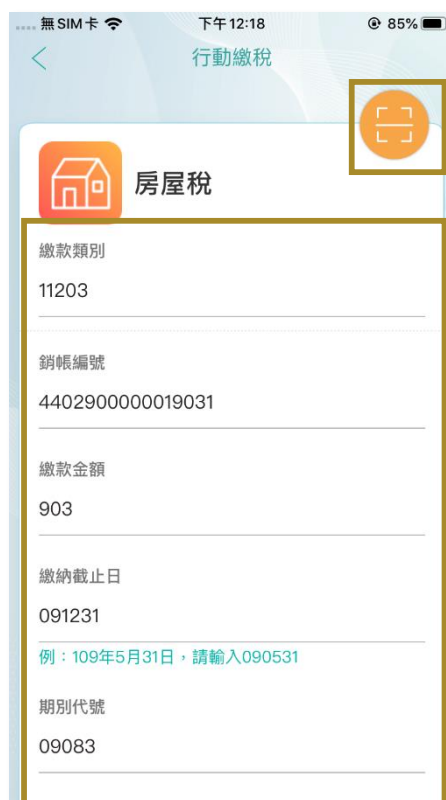 無SIM卡 下午12:18 85%
行動繳稅
房屋稅
繳款類別
11203
銷帳編號
4402900000019031
繳款金額
903
繳納截止日
091231
例：109年5月31日，請輸入090531
期別代號
09083